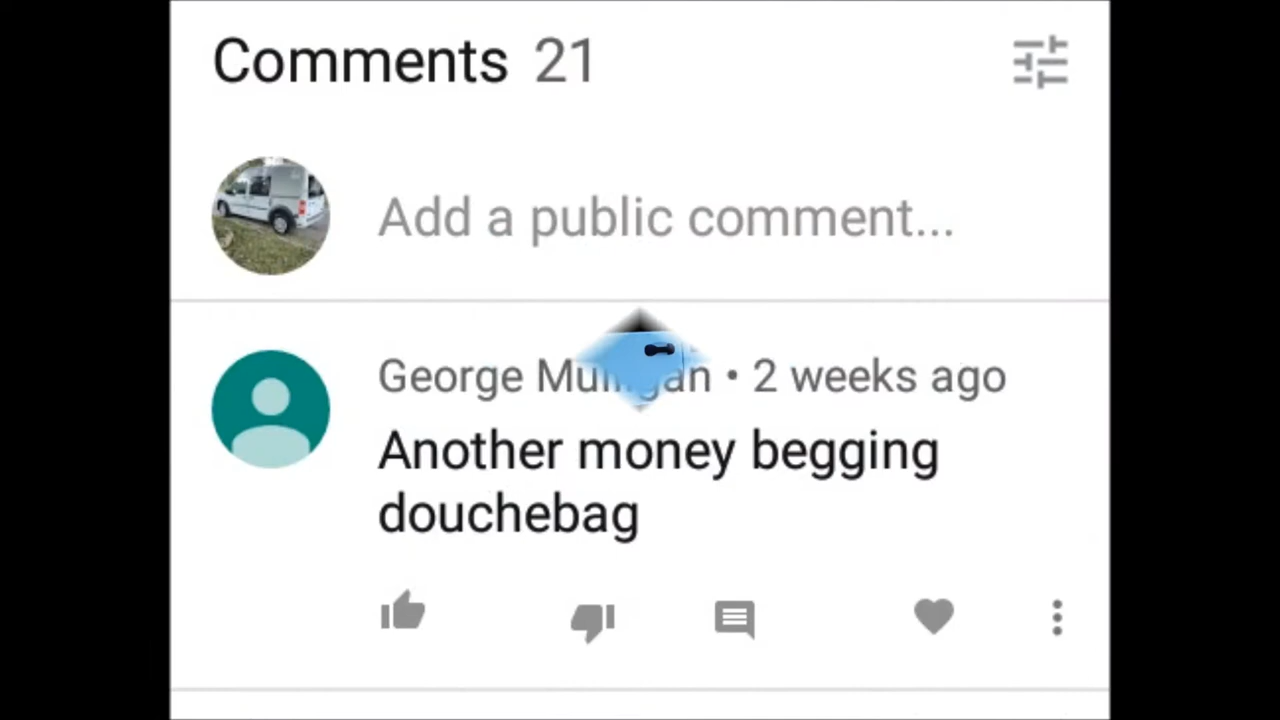 Comments 21
Add a public comment...
George • 2 weeks ago
Another money begging
douchebag